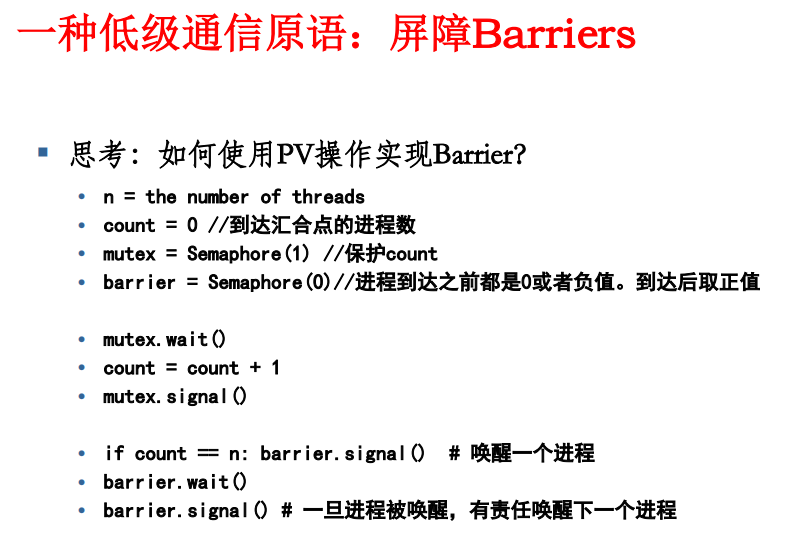 一种低级通信原语：屏障Barriers
思考：如何使用PV操作实现Barrier?
n = the number of threads
count = 0 //到达汇合点的进程数
mutex = Semaphore(1) //保护count
barrier = Semaphore(0)//进程到达之前都是0或者负值。到达后取正值
mutex.wait()
count = count + 1
mutex.signal()
if count == n: barrier.signal() # 唤醒一个进程
barrier.wait()
barrier.signal() # 一旦进程被唤醒，有责任唤醒下一个进程